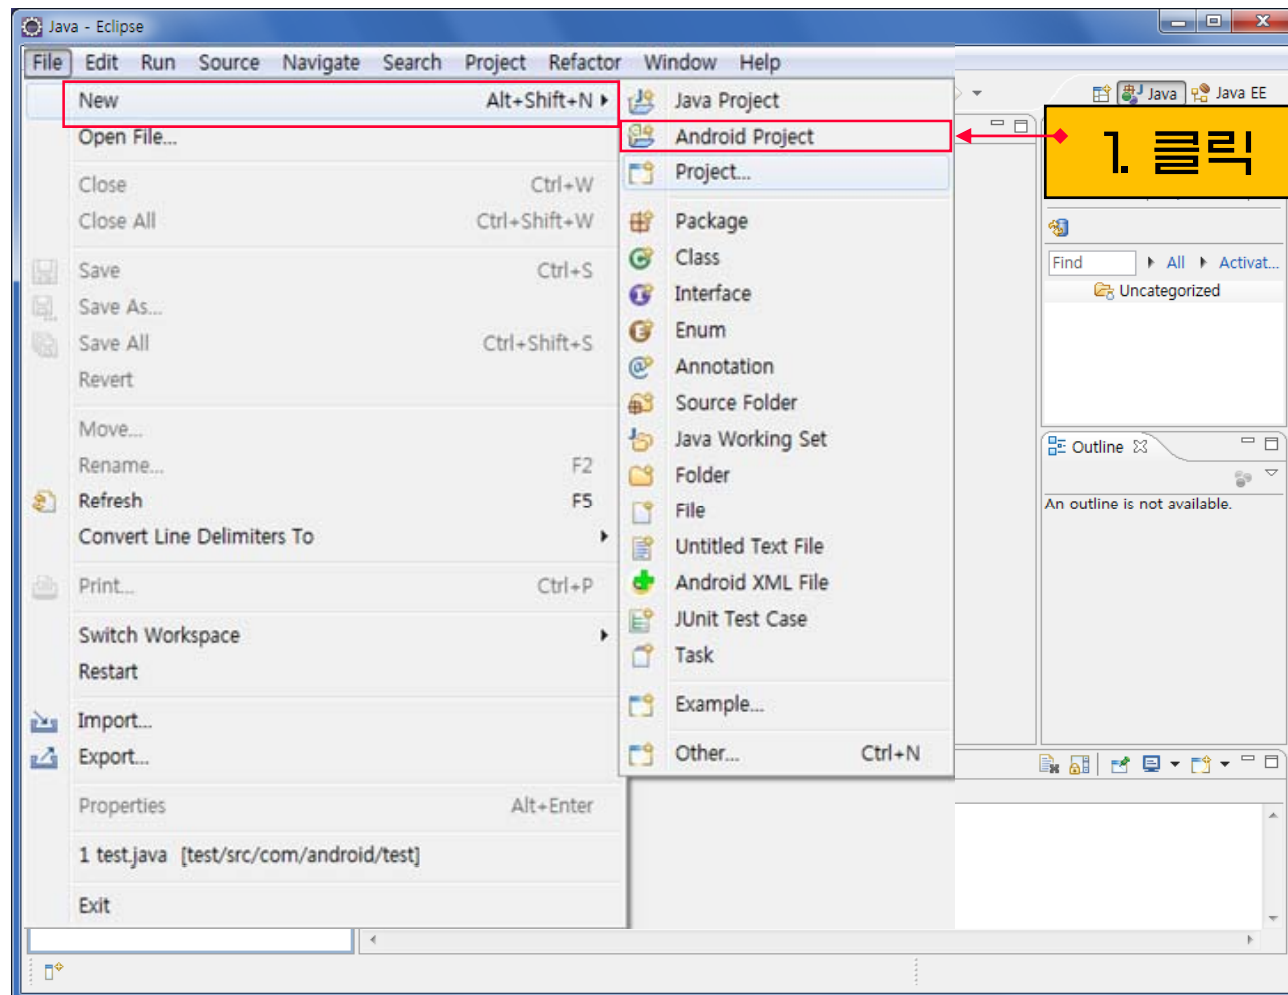 Java - Eclipse
File Edit Run Source Navigate Search Project Refactor Window Help
New Alt+Shift+N
Open File...
Close Ctrl+W
Close All Ctrl+Shift+W
Save Ctrl+S
Save As...
Save All Ctrl+Shift+S
Revert
Move...
Rename... F2
Refresh F5
Convert Line Delimiters To
Print... Ctrl+P
Switch Workspace
Restart
Import...
Export...
Properties Alt+Enter
1 test.java [test/src/com/android/test]
Exit
Java Project
Android Project
Project...
Package
Class
Interface
Enum
Annotation
Source Folder
Java Working Set
Folder
File
Untitled Text File
Android XML File
JUnit Test Case
Task
Example...
Other... Ctrl+N
Java Java EE
1. 클릭
Find All Activat...
Uncategorized
Outline
An outline is not available.